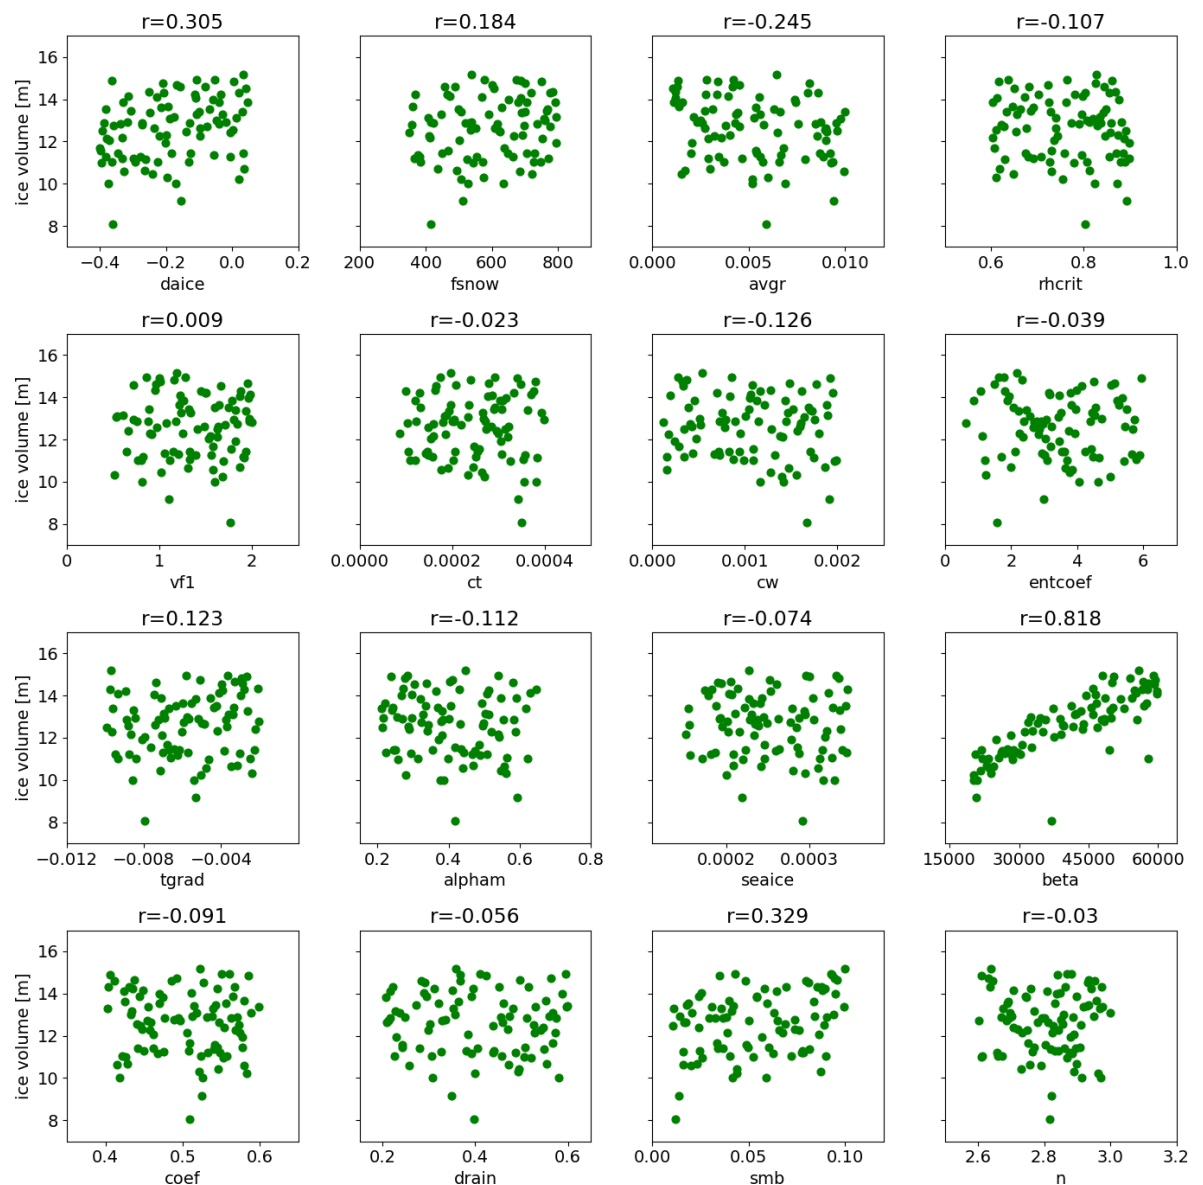 r=0.305 r=0.184 r=-0.245 r=-0.107
16
14
12
10
8
ice volume [m]
−0.4 −0.2 0.0 0.2 200 400 600 800 0.000 0.005 0.010 0.6 0.8 1.0
daice fsnow avgr rhcrit
r=0.009 r=-0.023 r=-0.126 r=-0.039
16
14
12
10
8
ice volume [m]
0 1 2 0.0000 0.0002 0.0004 0.000 0.001 0.002 0 2 4 6
vf1 ct cw entcoef
r=0.123 r=-0.112 r=-0.074 r=0.818
16
14
12
10
8
ice volume [m]
−0.012 −0.008 −0.004 0.2 0.4 0.6 0.8 0.0002 0.0003 15000 30000 45000 60000
tgrad alpham seaice beta
r=-0.091 r=-0.056 r=0.329 r=-0.03
16
14
12
10
8
ice volume [m]
0.4 0.5 0.6 0.2 0.4 0.6 0.00 0.05 0.10 2.6 2.8 3.0 3.2
coef drain smb n